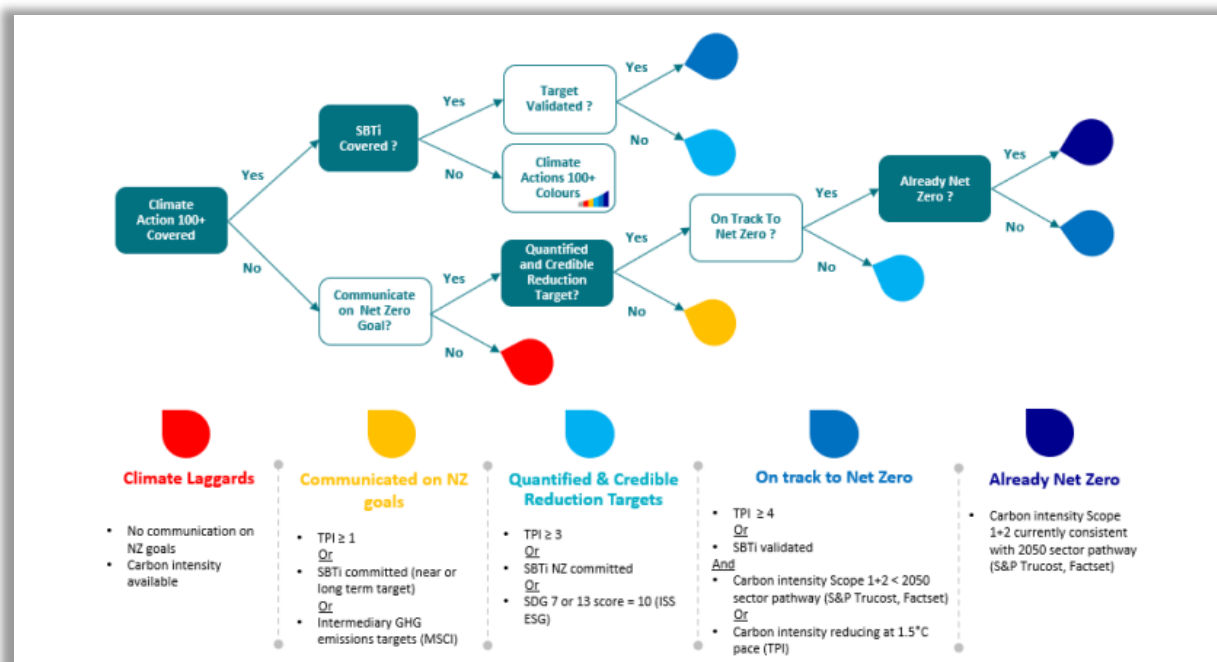 Yes
Target
Validated ?
No
Yes
SBTi
Covered ?
No
Climate
Actions 100+
Colours
Yes
Climate
Action 100+
Covered
No
Communicate
on Net Zero
Goal?
Yes
No
Quantified
and Credible
Reduction
Target?
Yes
No
On Track To
Net Zero ?
Yes
No
Already Net
Zero ?
Yes
No
Climate Laggards
• No communication on
NZ goals
• Carbon intensity
available
Communicated on NZ
goals
• TPI ≥ 1
Or
• SBTi committed (near or
long term target)
Or
• Intermediary GHG
emissions targets (MSCI)
Quantified & Credible
Reduction Targets
• TPI ≥ 3
Or
• SBTi NZ committed
Or
• SDG 7 or 13 score = 10 (ISS
ESG)
On track to Net Zero
• TPI ≥ 4
Or
• SBTi validated
And
• Carbon intensity Scope 1+2 < 2050
sector pathway (S&P Trucost, Factset)
Or
• Carbon intensity reducing at 1.5°C
pace (TPI)
Already Net Zero
• Carbon intensity Scope
1+2 currently consistent
with 2050 sector pathway
(S&P Trucost, Factset)